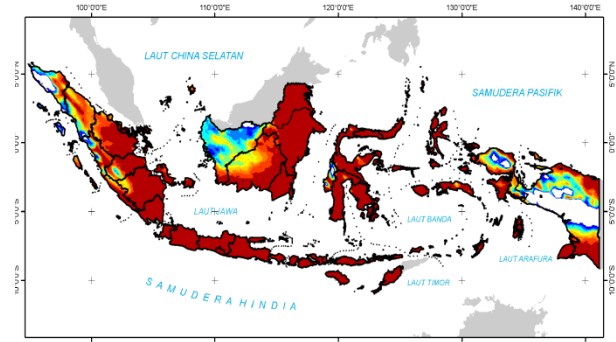 100°0'0"E 110°0'0"E 120°0'0"E 130°0'0"E 140°0'0"E
LAUT CHINA SELATAN
SAMUDERA PASIFIK
5°0'0"N 5°0'0"N
0°0'0" 0°0'0"
LAUT JAWA
LAUT BANDA
5°0'0"S 5°0'0"S
LAUT ARAFURA
LAUT TIMOR
10°0'0"S 10°0'0"S
SAMUDERA HINDIA